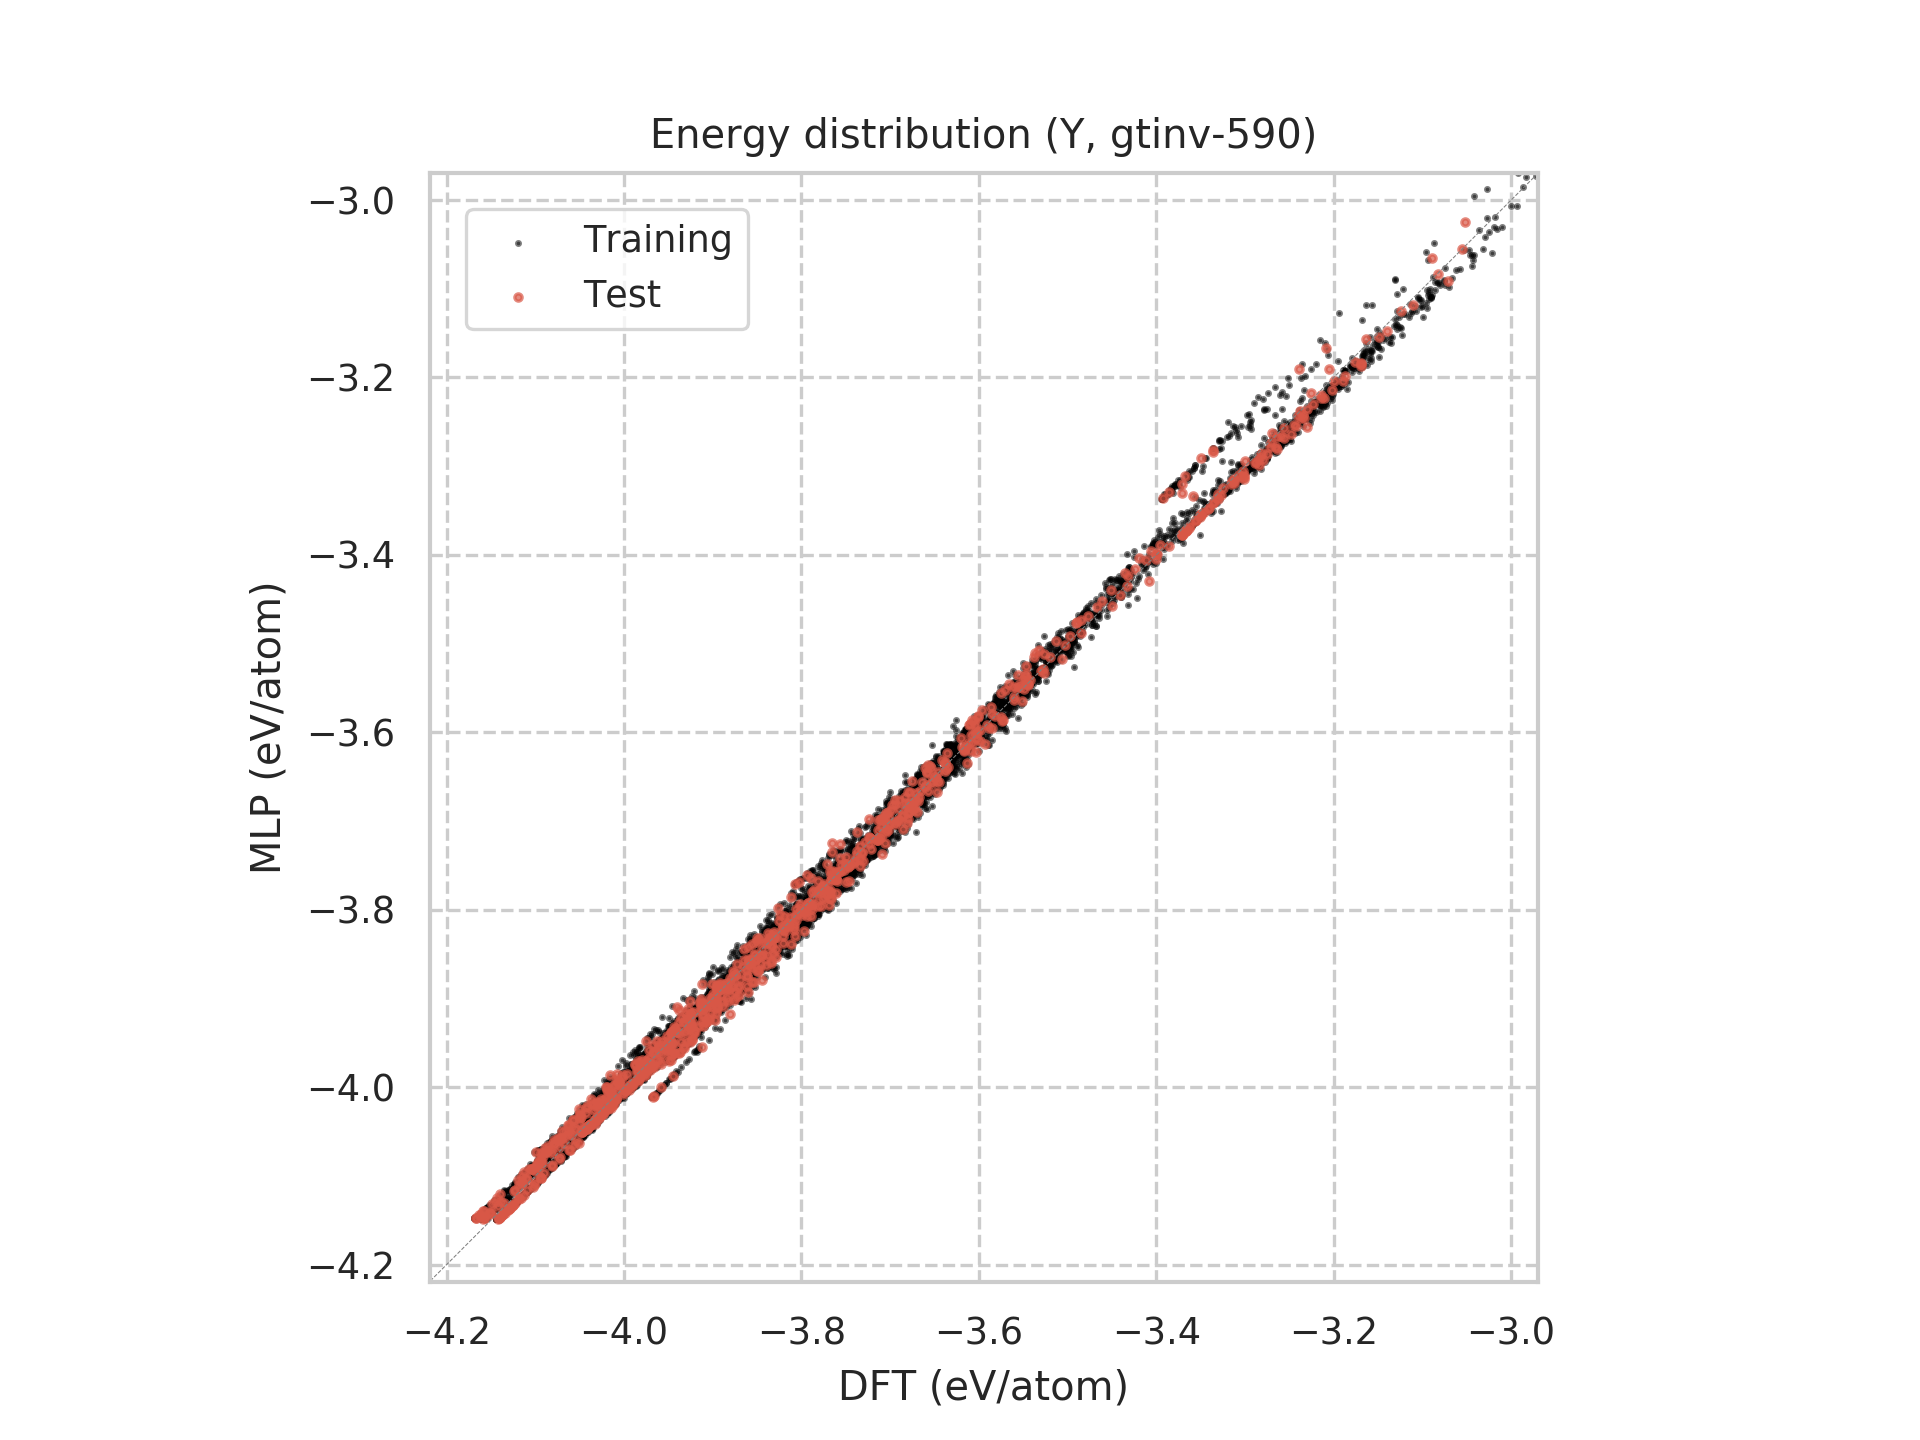 Energy distribution (Y, gtinv-590)
−3.0
Training
Test
−3.2
−3.4
−3.6
−3.8
−4.0
−4.2
MLP (eV/atom)
−4.2 −4.0 −3.8 −3.6 −3.4 −3.2 −3.0
DFT (eV/atom)